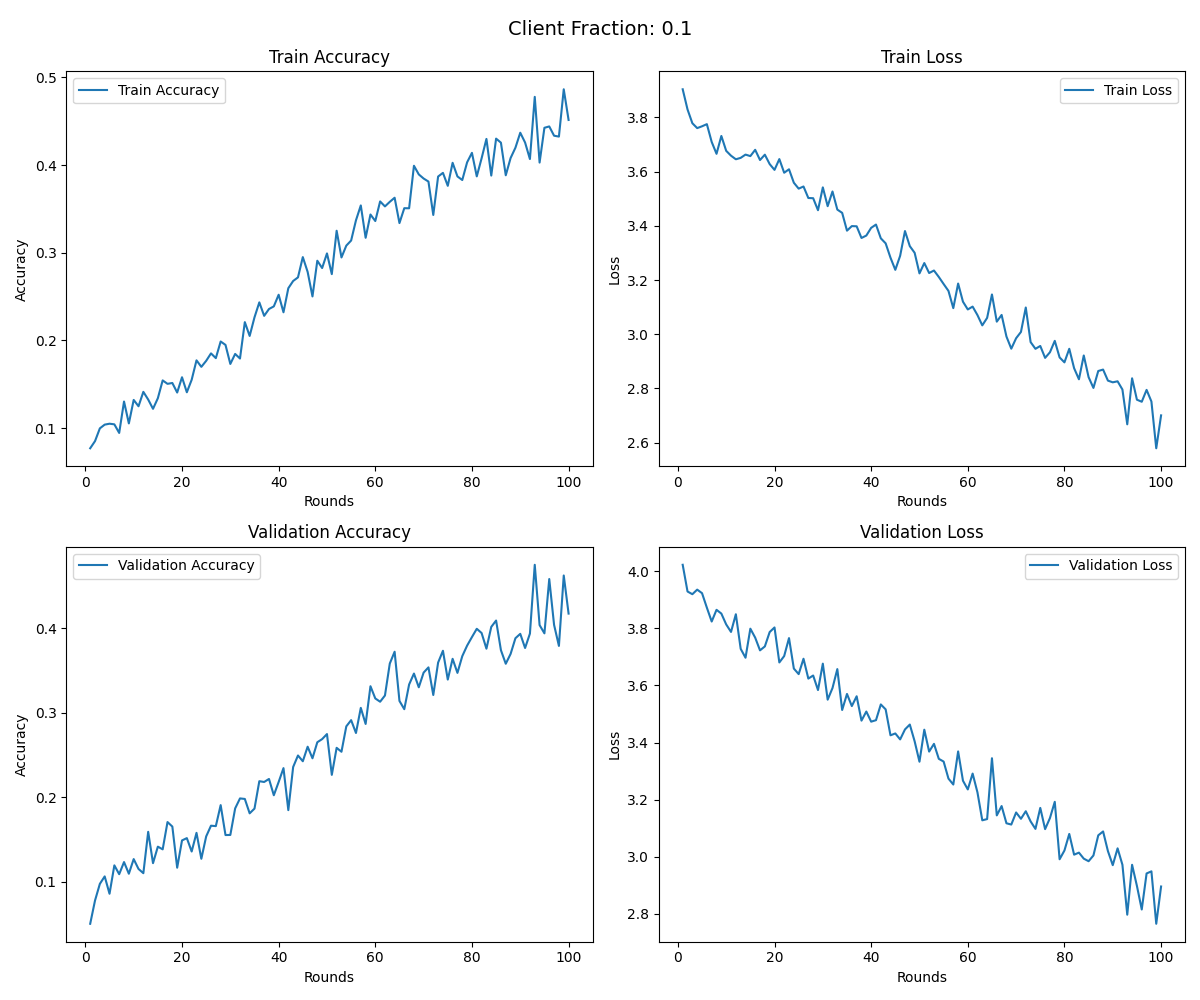 Client Fraction: 0.1
Train Accuracy
Train Accuracy
0.5
0.4
0.3
0.2
0.1
Accuracy
0 20 40 60 80 100
Rounds
Train Loss
Train Loss
3.8
3.6
3.4
3.2
3.0
2.8
2.6
Loss
0 20 40 60 80 100
Rounds
Validation Accuracy
Validation Accuracy
0.4
0.3
0.2
0.1
Accuracy
0 20 40 60 80 100
Rounds
Validation Loss
Validation Loss
4.0
3.8
3.6
3.4
3.2
3.0
2.8
Loss
0 20 40 60 80 100
Rounds